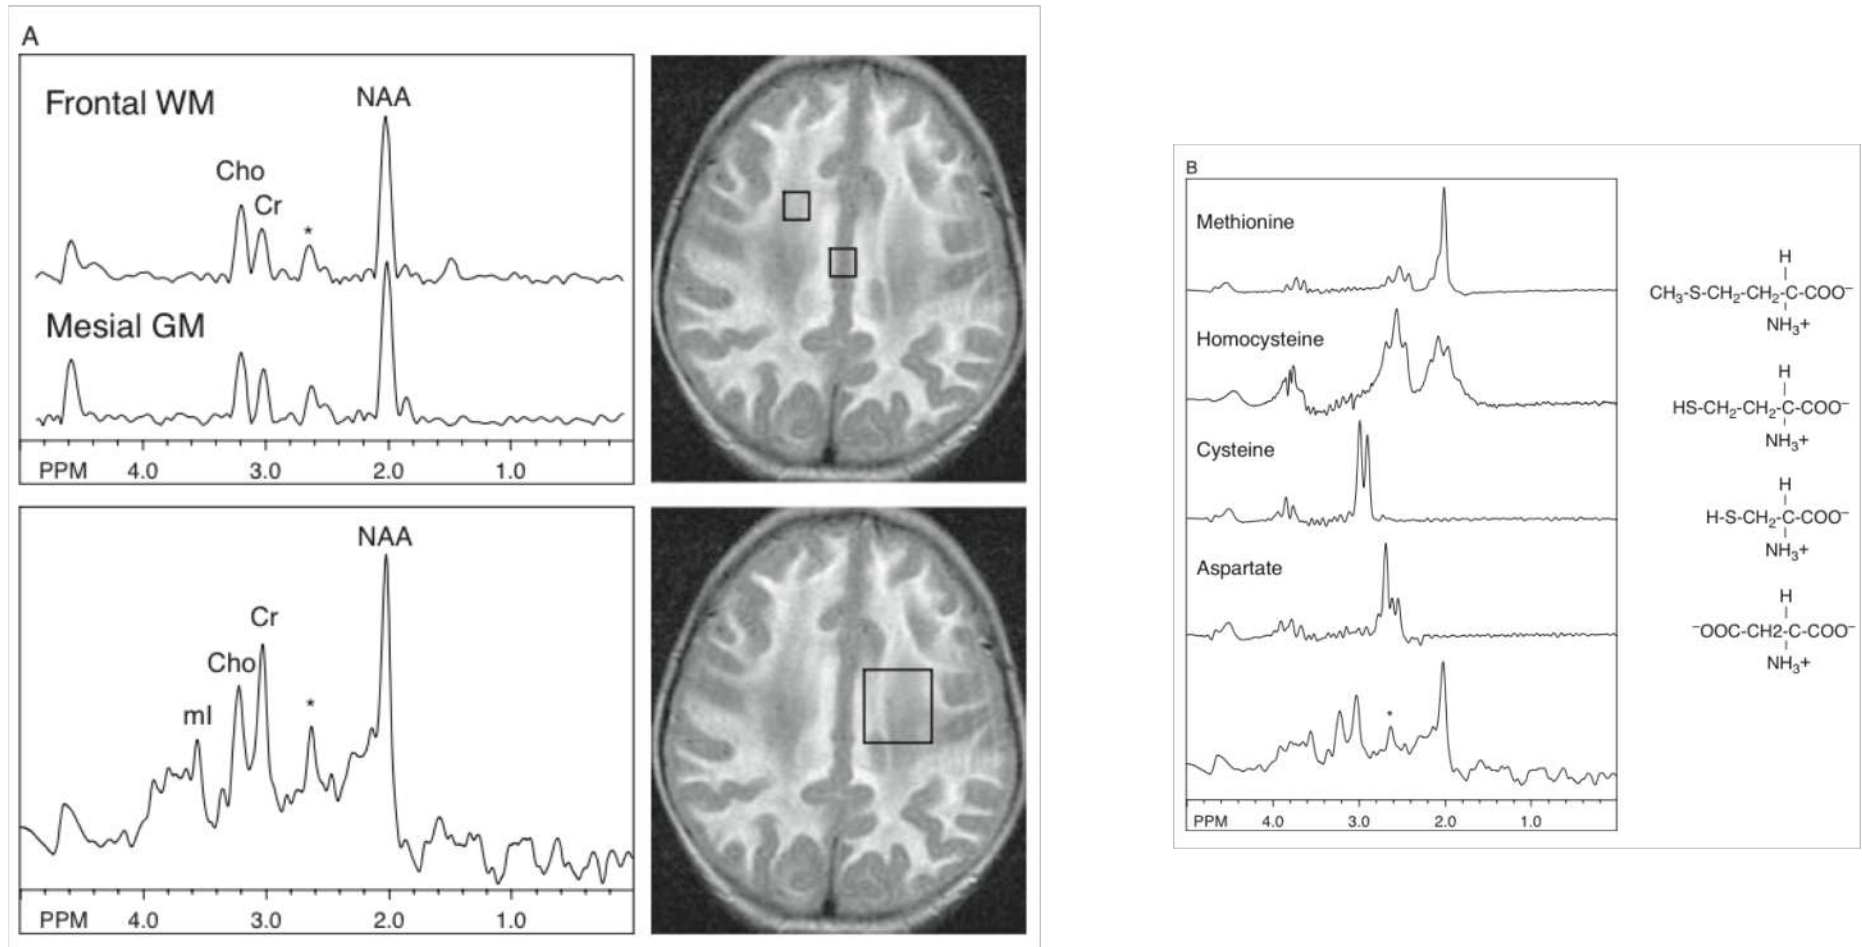 A
Frontal WM
NAA
Cho
Cr
*
Mesial GM
PPM 4.0 3.0 2.0 1.0
NAA
Cr
Cho
*
mI
PPM 4.0 3.0 2.0 1.0
B
Methionine
H
CH3-S-CH2-CH2-C-COO−
NH3+
Homocysteine
H
HS-CH2-CH2-C-COO−
NH3+
Cysteine
H
H-S-CH2-C-COO−
NH3+
Aspartate
H
−OOC-CH2-C-COO−
NH3+
*
PPM 4.0 3.0 2.0 1.0